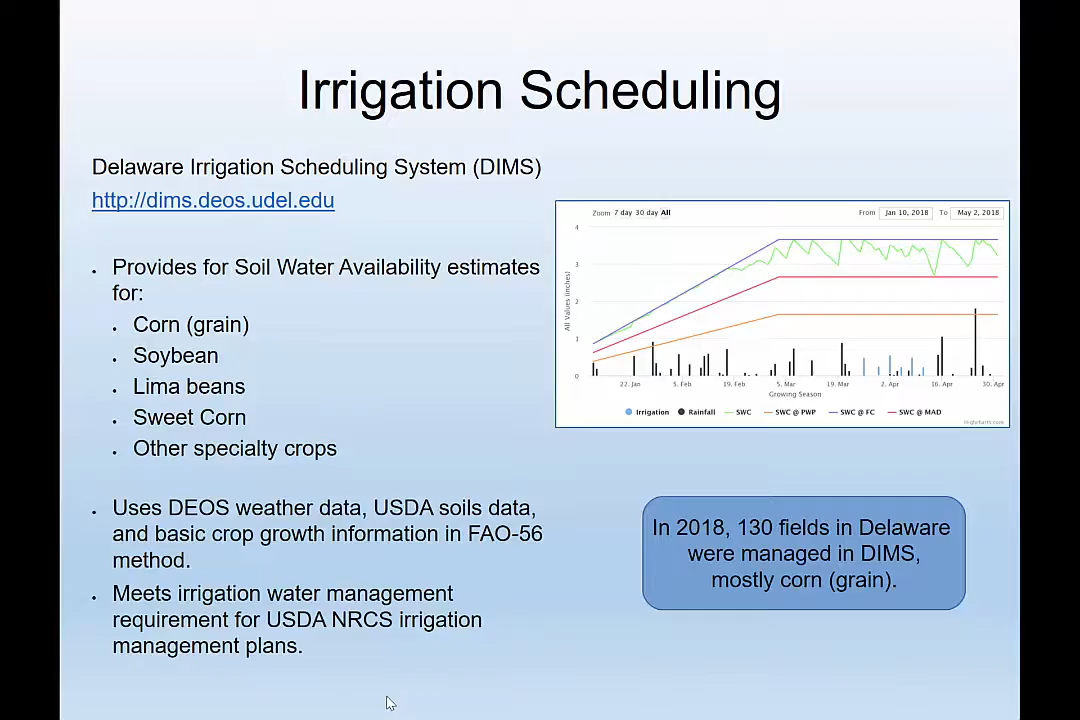 Irrigation Scheduling
Delaware Irrigation Scheduling System (DIMS)
http://dims.deos.udel.edu
Provides for Soil Water Availability estimates
for:
Corn (grain)
Soybean
Lima beans
Sweet Corn
Other specialty crops
Uses DEOS weather data, USDA soils data,
and basic crop growth information in FAO-56
method.
Meets irrigation water management
requirement for USDA NRCS irrigation
management plans.
Zoom 7 day 30 day All
From Jan 10, 2018 To May 2, 2018
All Values (inches)
4
3
2
1
0
22. Jan 5. Feb 19. Feb 5. Mar 19. Mar 2. Apr 16. Apr 30. Apr
Growing Season
Irrigation Rainfall SWC SWC @ PWP SWC @ FC SWC @ MAD
Highcharts.com
In 2018, 130 fields in Delaware
were managed in DIMS,
mostly corn (grain).